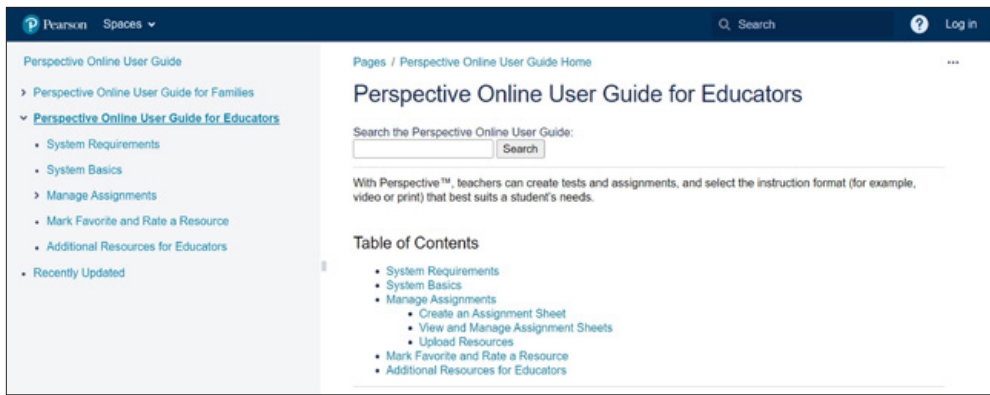 Pearson Spaces Search Log in
Perspective Online User Guide
Perspective Online User Guide for Families
Perspective Online User Guide for Educators
System Requirements
System Basics
Manage Assignments
Mark Favorite and Rate a Resource
Additional Resources for Educators
Recently Updated
Pages / Perspective Online User Guide Home
Perspective Online User Guide for Educators
Search the Perspective Online User Guide:
Search
With Perspective™, teachers can create tests and assignments, and select the instruction format (for example,
video or print) that best suits a student's needs.
Table of Contents
System Requirements
System Basics
Manage Assignments
Create an Assignment Sheet
View and Manage Assignment Sheets
Upload Resources
Mark Favorite and Rate a Resource
Additional Resources for Educators